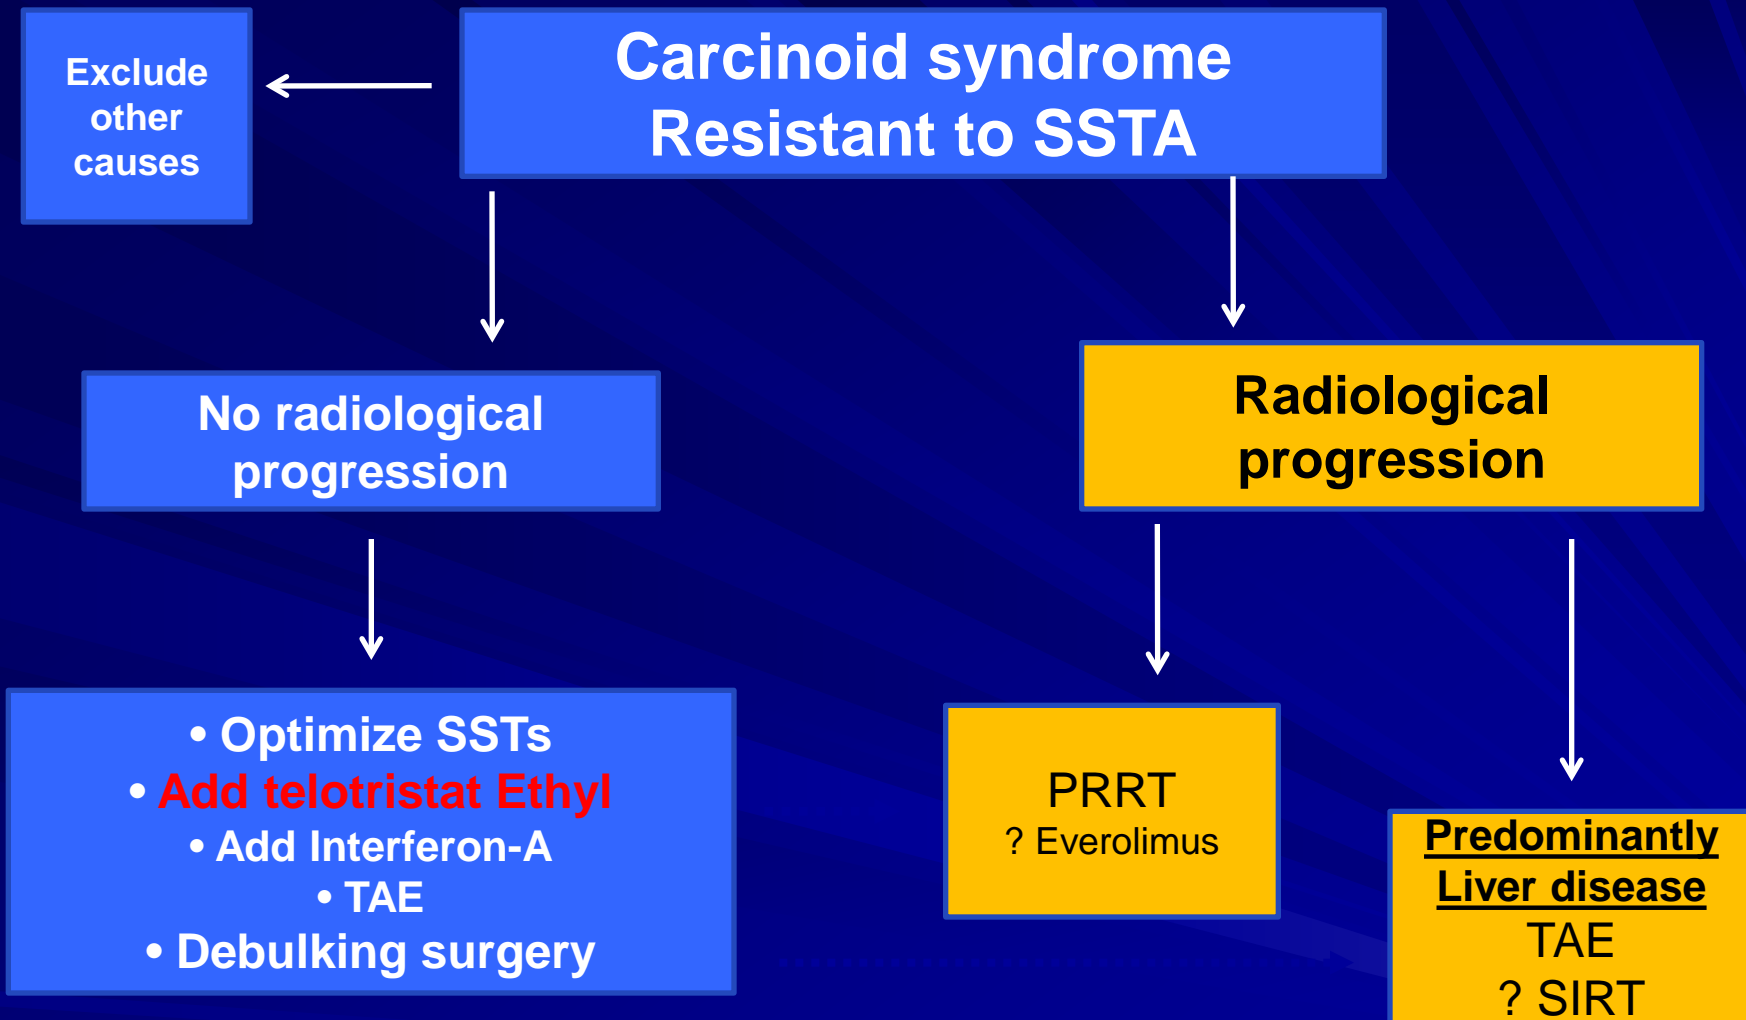 Exclude
other
causes
Carcinoid syndrome
Resistant to SSTA
No radiological
progression
Radiological
progression
• Optimize SSTs
• Add telotristat Ethyl
• Add Interferon-A
• TAE
• Debulking surgery
PRRT
? Everolimus
Predominantly
Liver disease
TAE
? SIRT